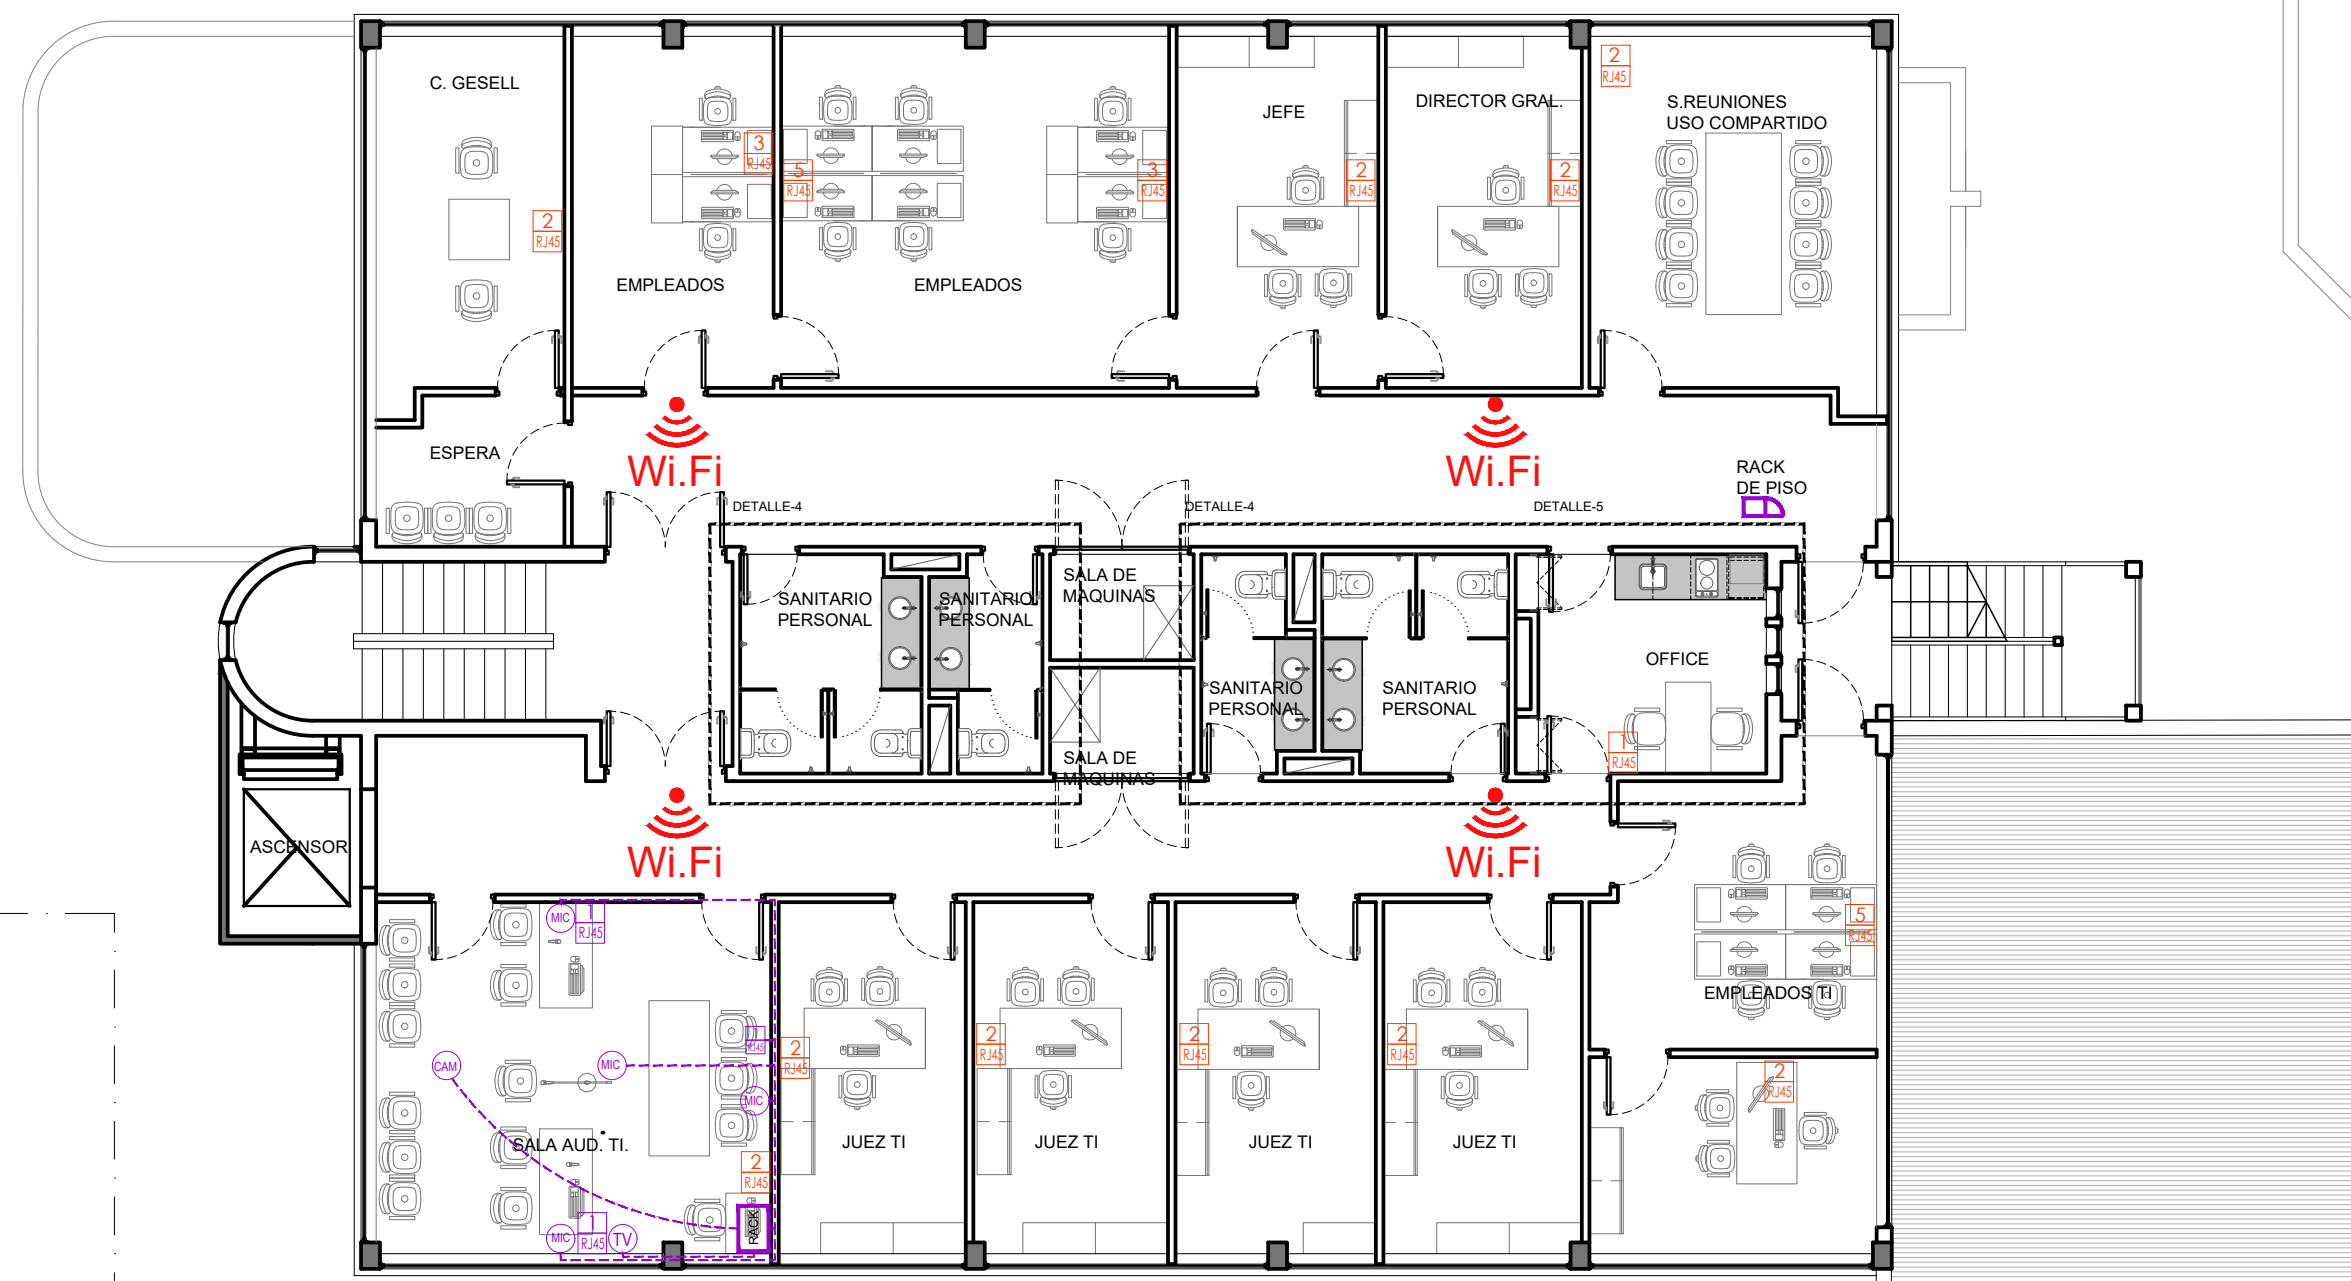 C. GESELL
2
RJ45
EMPLEADOS
3
RJ45
5
RJ45
EMPLEADOS
3
RJ45
JEFE
2
RJ45
DIRECTOR GRAL.
2
RJ45
2
RJ45
S.REUNIONES
USO COMPARTIDO
ESPERA
Wi.Fi
Wi.Fi
RACK
DE PISO
DETALLE-4
DETALLE-4
DETALLE-5
SANITARIO
PERSONAL
SANITARIO
PERSONAL
SALA DE
MAQUINAS
SANITARIO
PERSONAL
SANITARIO
PERSONAL
OFFICE
1
RJ45
SALA DE
MAQUINAS
ASCENSOR
Wi.Fi
Wi.Fi
MIC
1
RJ45
5
RJ45
EMPLEADOS TI
CAM
MIC
1
RJ45
MIC
2
RJ45
2
RJ45
2
RJ45
2
RJ45
2
RJ45
SALA AUD. TI.
JUEZ TI
JUEZ TI
JUEZ TI
JUEZ TI
2
RJ45
RACK
MIC
1
RJ45
TV